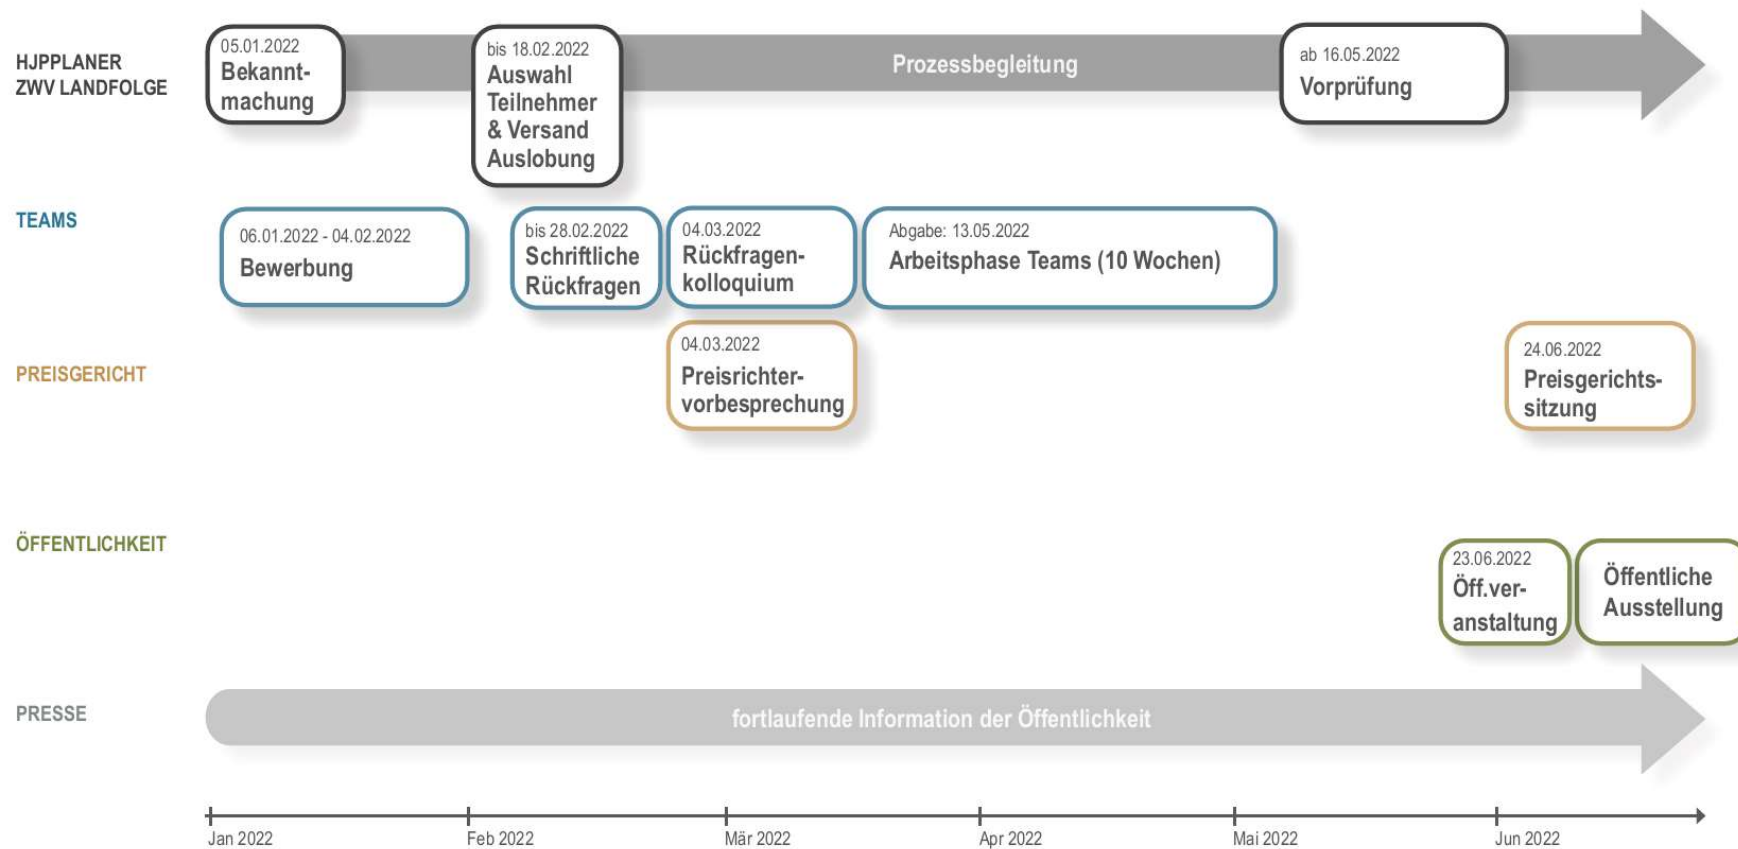 HJPPLANER
ZWV LANDFOLGE
05.01.2022
Bekannt-
machung
bis 18.02.2022
Auswahl
Teilnehmer
& Versand
Auslobung
Prozessbegleitung
ab 16.05.2022
Vorprüfung
TEAMS
06.01.2022 - 04.02.2022
Bewerbung
bis 28.02.2022
Schriftliche
Rückfragen
04.03.2022
Rückfragen-
kolloquium
Abgabe: 13.05.2022
Arbeitsphase Teams (10 Wochen)
PREISGERICHT
04.03.2022
Preisrichter-
vorbesprechung
24.06.2022
Preisgerichts-
sitzung
ÖFFENTLICHKEIT
23.06.2022
Öff.ver-
anstaltung
Öffentliche
Ausstellung
PRESSE
fortlaufende Information der Öffentlichkeit
Jan 2022
Feb 2022
Mär 2022
Apr 2022
Mai 2022
Jun 2022